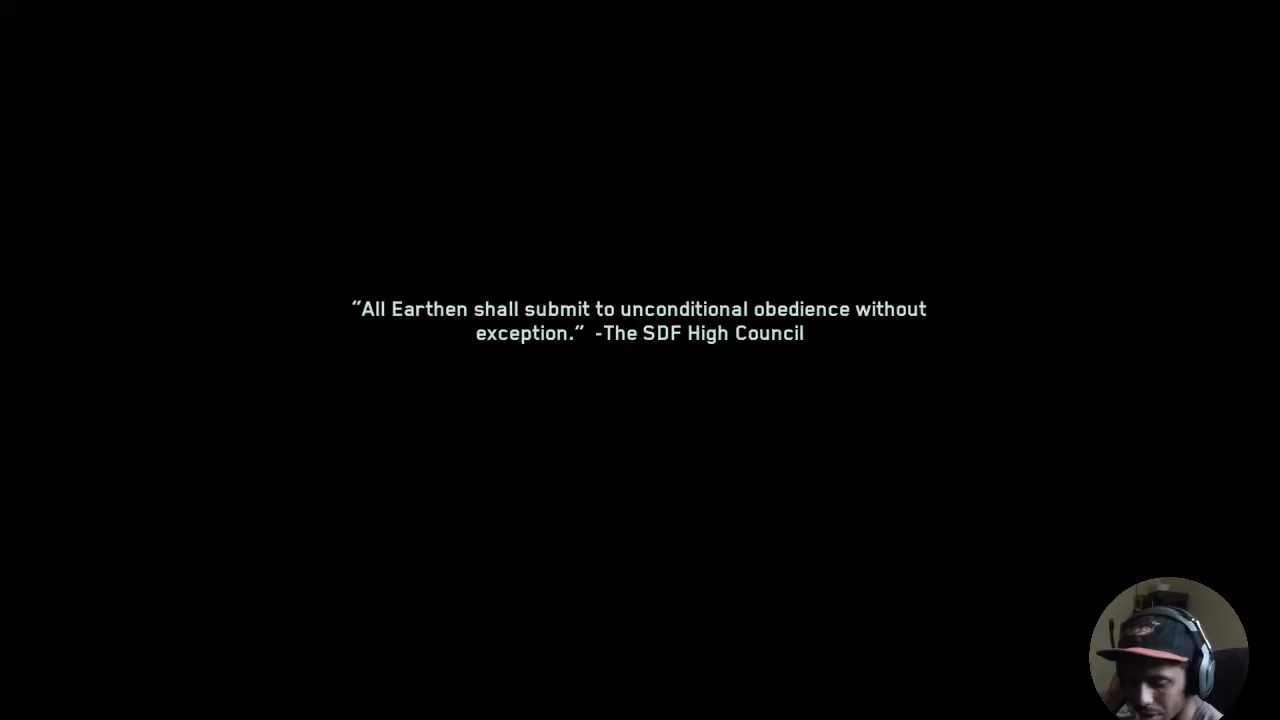 "All Earthen shall submit to unconditional obedience without
exception." -The SDF High Council